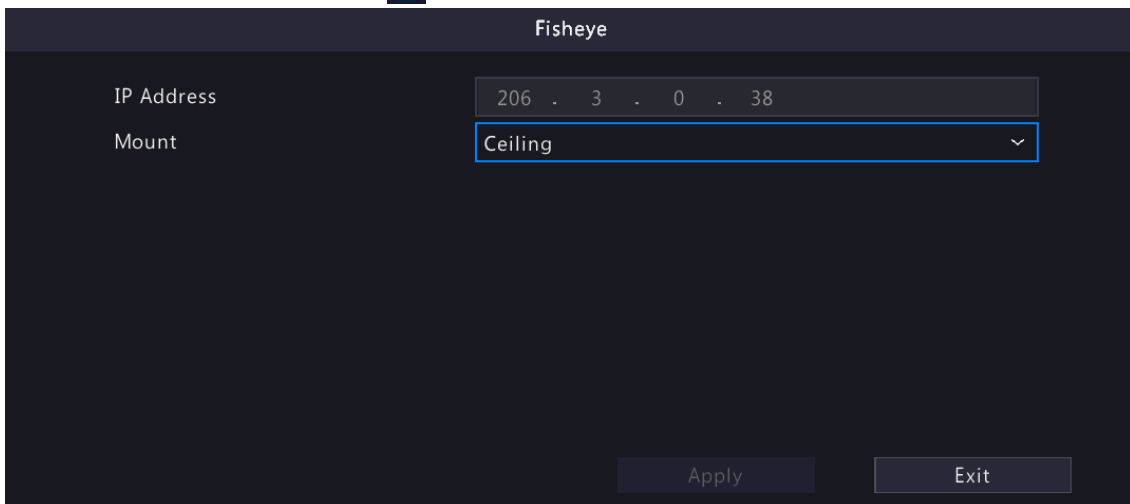 Fisheye
IP Address 206 . 3 . 0 . 38
Mount Ceiling
Apply Exit